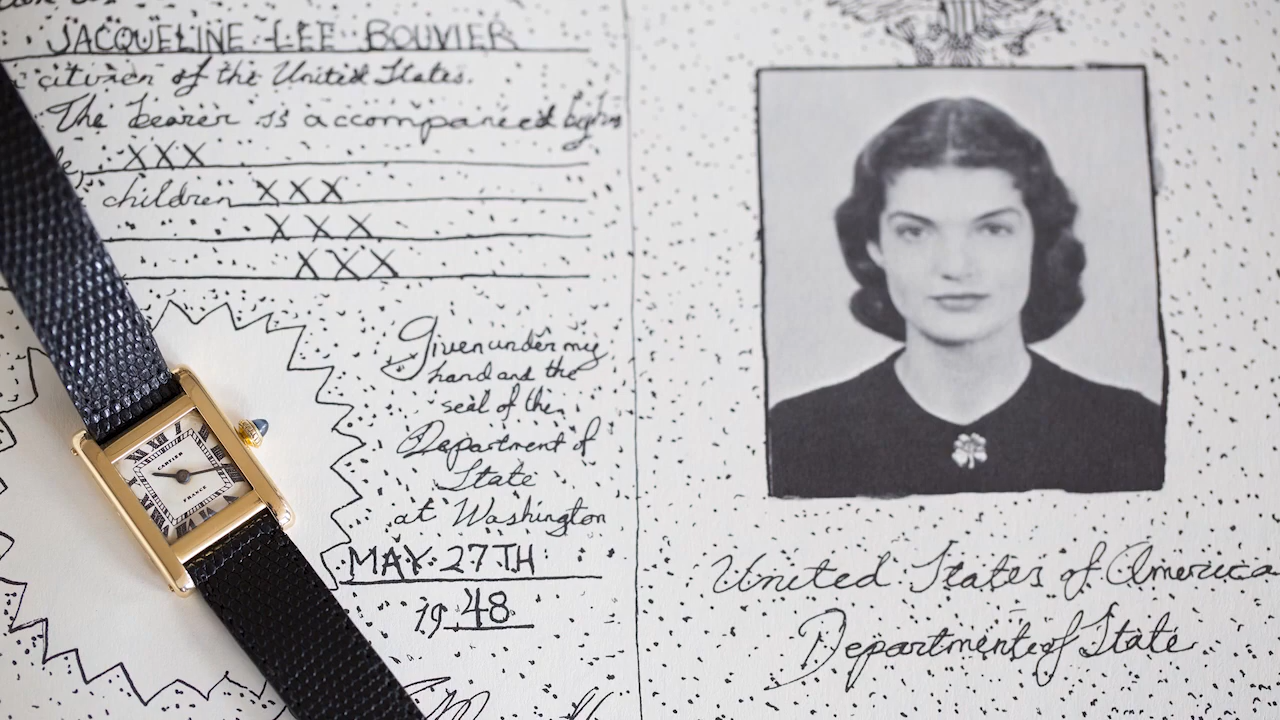 JACQUELINE LEE BOUVIER
citizen of the United States.
The bearer is accompanied by his
XXX
children XXX
XXX
XXX
Given under my
hand and the
seal of the
Department of
State
at Washington
MAY 27TH
1948
CARTIER
FRANCE
United States of America
Department of State